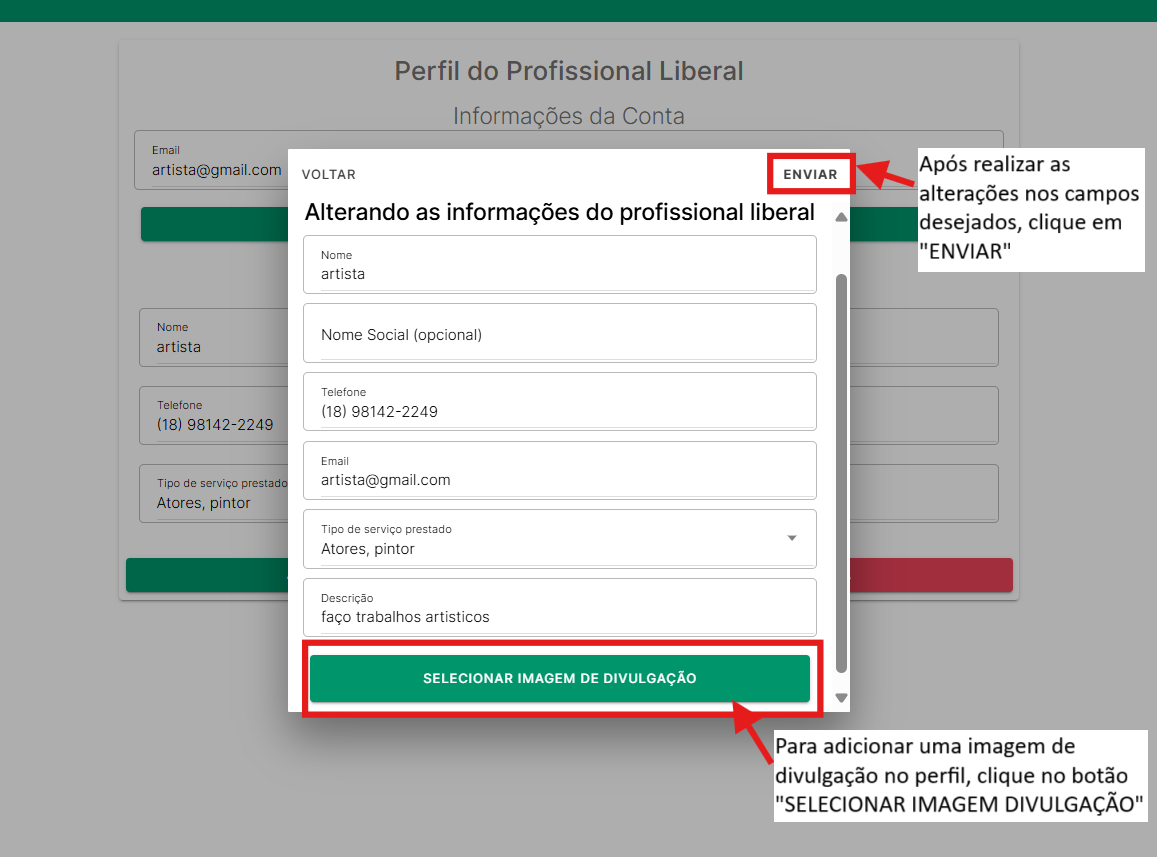 Perfil do Profissional Liberal
Informações da Conta
Email
artista@gmail.com
VOLTAR
ENVIAR
Após realizar as
alterações nos campos
desejados, clique em
"ENVIAR"
Alterando as informações do profissional liberal
Nome
artista
Nome Social (opcional)
Telefone
(18) 98142-2249
Email
artista@gmail.com
Tipo de serviço prestado
Atores, pintor
Descrição
faço trabalhos artisticos
SELECIONAR IMAGEM DE DIVULGAÇÃO
Nome
artista
Telefone
(18) 98142-2249
Tipo de serviço prestado
Atores, pintor
Para adicionar uma imagem de
divulgação no perfil, clique no botão
"SELECIONAR IMAGEM DIVULGAÇÃO"